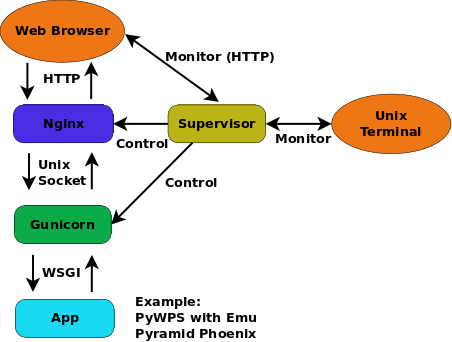 Web Browser
Monitor (HTTP)
HTTP
Nginx
Supervisor
Unix
Terminal
Control
Monitor
Unix
Socket
Control
Gunicorn
WSGI
App
Example:
PyWPS with Emu
Pyramid Phoenix